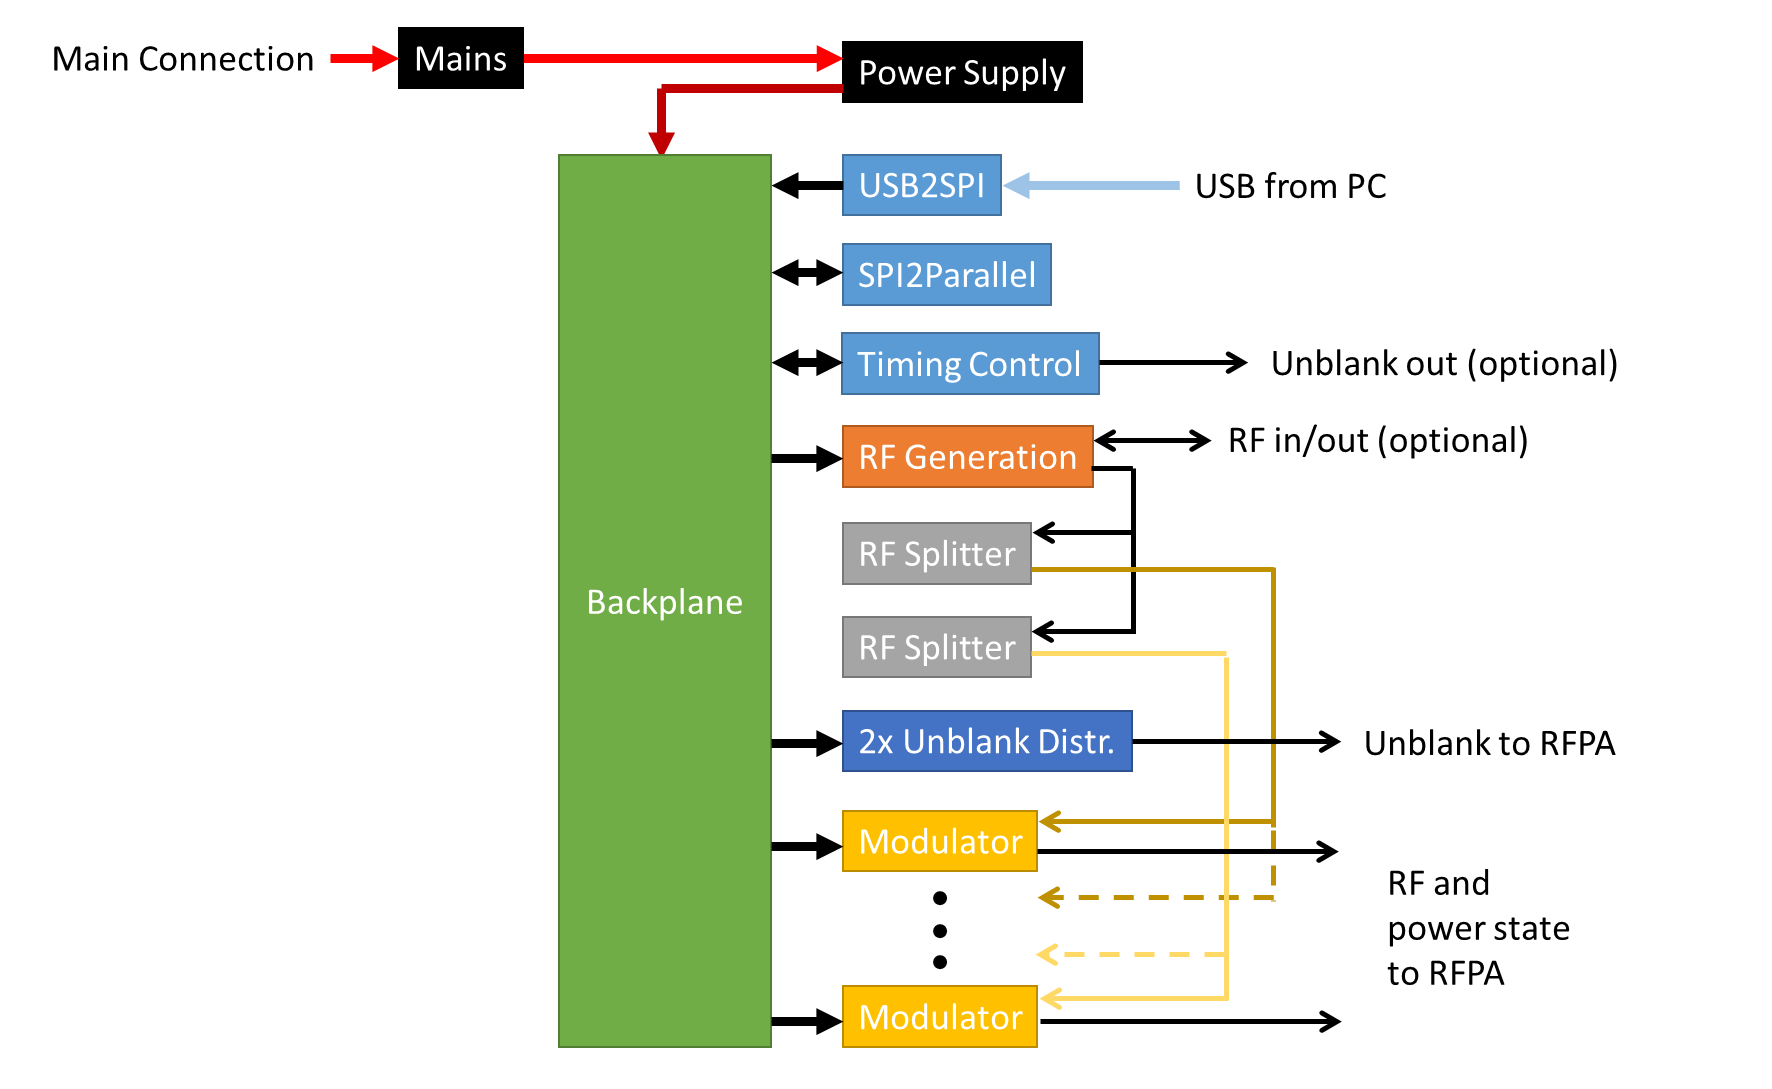 Main Connection
Mains
Power Supply
USB2SPI
USB from PC
SPI2Parallel
Timing Control
Unblank out (optional)
RF Generation
RF in/out (optional)
RF Splitter
Backplane
RF Splitter
2x Unblank Distr.
Unblank to RFPA
Modulator
RF and
power state
to RFPA
Modulator